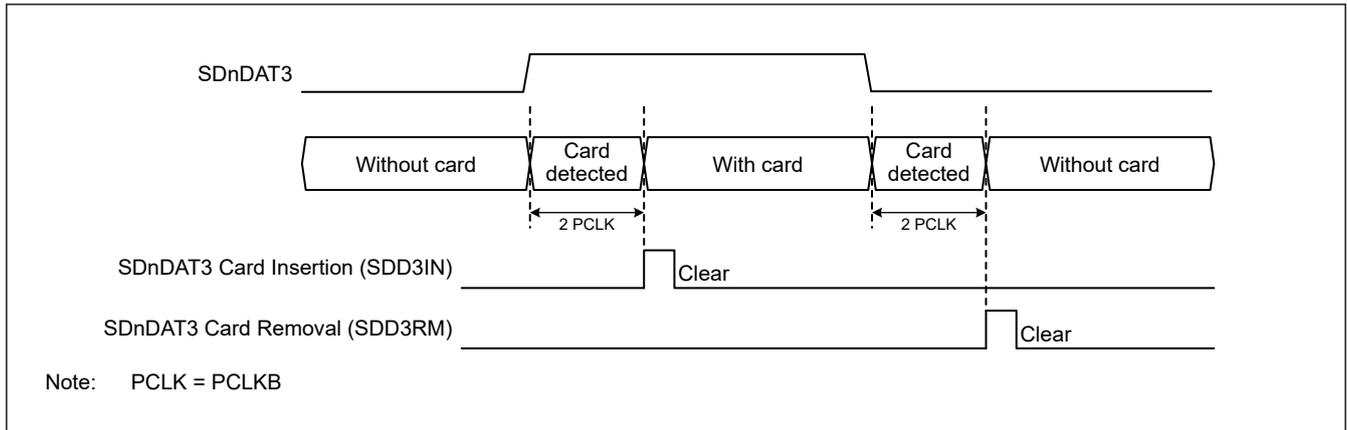 SDnDAT3
Without card
Card
detected
With card
Card
detected
Without card
2 PCLK
2 PCLK
SDnDAT3 Card Insertion (SDD3IN)
Clear
SDnDAT3 Card Removal (SDD3RM)
Clear
Note: PCLK = PCLKB